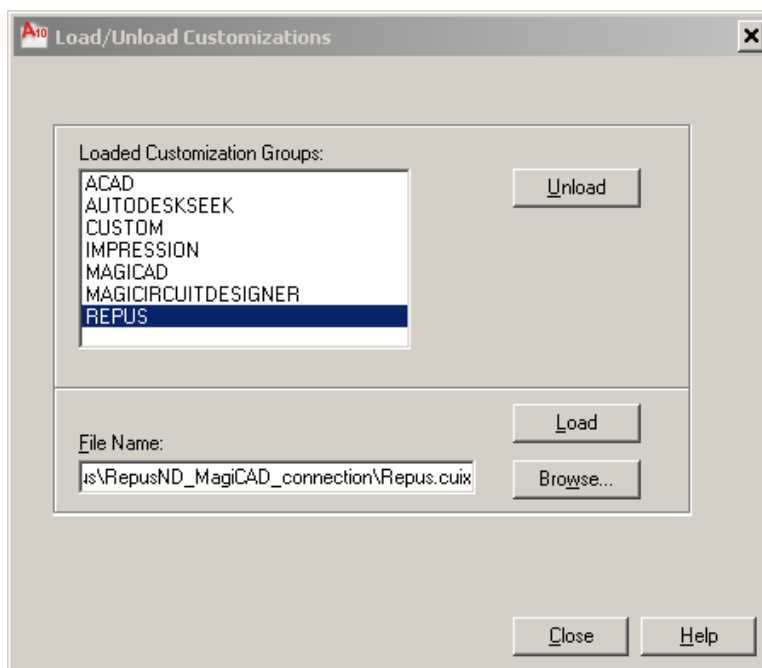 A10 Load/Unload Customizations
Loaded Customization Groups:
ACAD
AUTODESKSEEK
CUSTOM
IMPRESSION
MAGICAD
MAGICIRCUITDESIGNER
REPUS
Unload
Load
File Name:
us\RepusND_MagiCAD_connection\Repus.cuix
Browse...
Close
Help